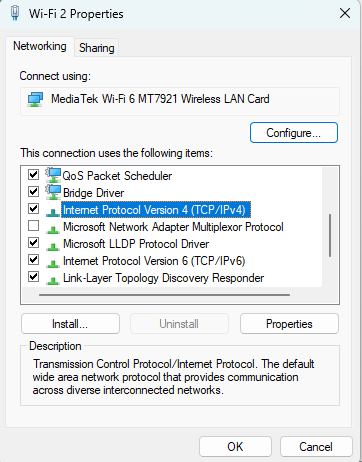 Wi-Fi 2 Properties
Networking
Sharing
Connect using:
MediaTek Wi-Fi 6 MT7921 Wireless LAN Card
Configure...
This connection uses the following items:
QoS Packet Scheduler
Bridge Driver
Internet Protocol Version 4 (TCP/IPv4)
Microsoft Network Adapter Multiplexor Protocol
Microsoft LLDP Protocol Driver
Internet Protocol Version 6 (TCP/IPv6)
Link-Layer Topology Discovery Responder
Install...
Uninstall
Properties
Description
Transmission Control Protocol/Internet Protocol. The default
wide area network protocol that provides communication
across diverse interconnected networks.
OK
Cancel